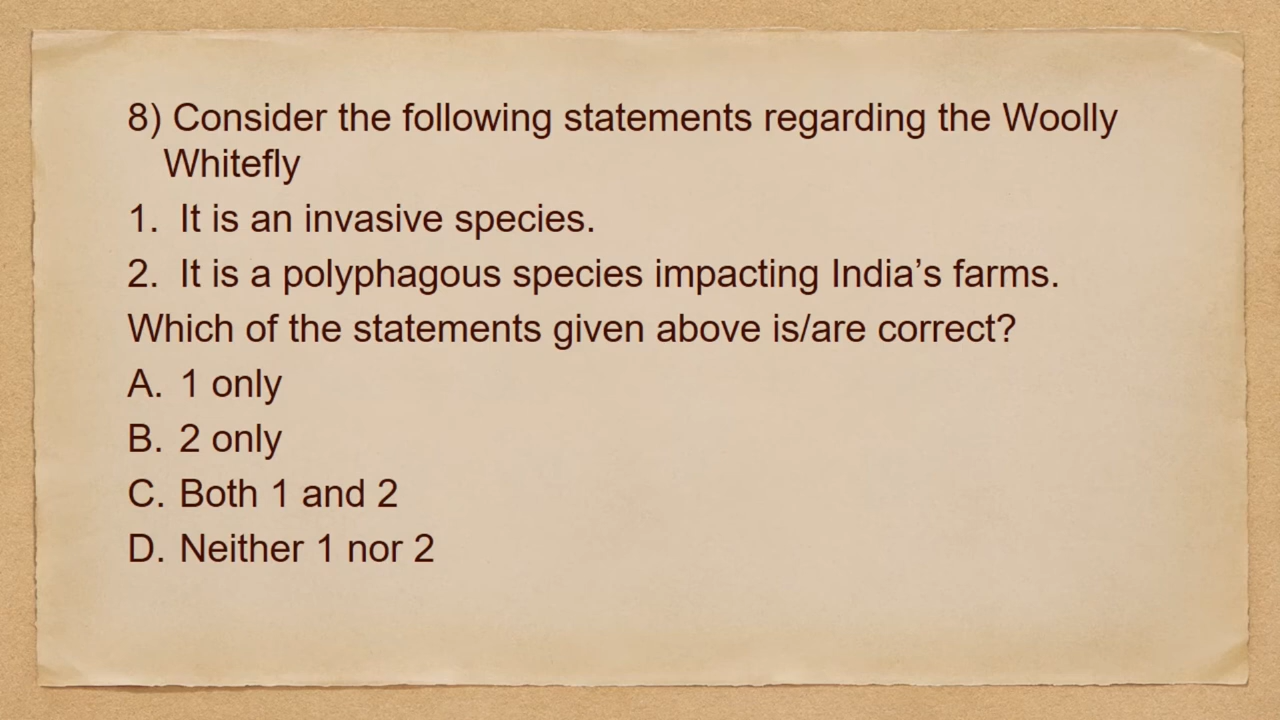 8) Consider the following statements regarding the Woolly
Whitefly
1. It is an invasive species.
2. It is a polyphagous species impacting India’s farms.
Which of the statements given above is/are correct?
A. 1 only
B. 2 only
C. Both 1 and 2
D. Neither 1 nor 2